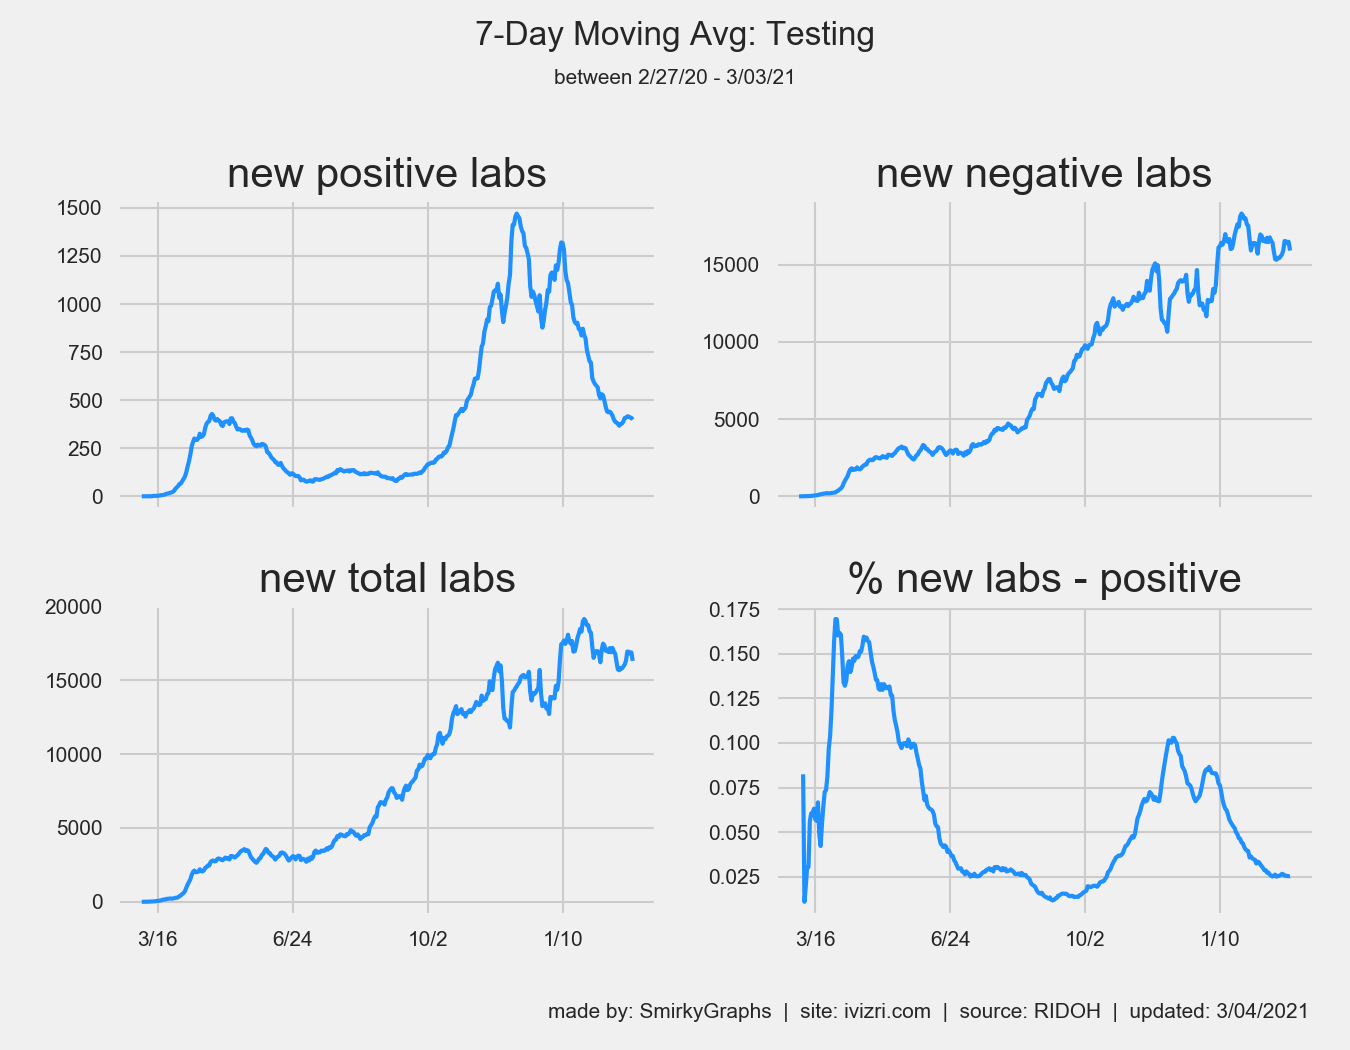 7-Day Moving Avg: Testing
between 2/27/20 - 3/03/21
new positive labs
1500
1250
1000
750
500
250
0
new negative labs
15000
10000
5000
0
new total labs
20000
15000
10000
5000
0
3/16 6/24 10/2 1/10
% new labs - positive
0.175
0.150
0.125
0.100
0.075
0.050
0.025
3/16 6/24 10/2 1/10
made by: SmirkyGraphs | site: ivizri.com | source: RIDOH | updated: 3/04/2021